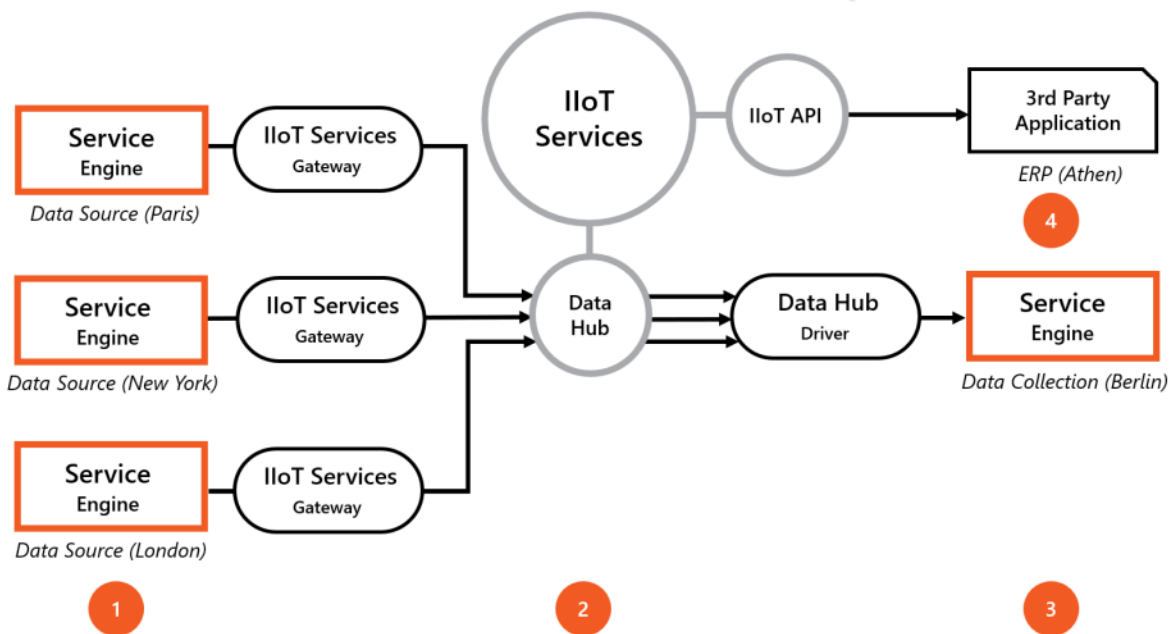 IIoT
Services
IIoT API
3rd Party
Application
ERP (Athen)
4
Service
Engine
Data Source (Paris)
IIoT Services
Gateway
Service
Engine
Data Source (New York)
IIoT Services
Gateway
Data
Hub
Data Hub
Driver
Service
Engine
Data Collection (Berlin)
Service
Engine
Data Source (London)
IIoT Services
Gateway
1
2
3